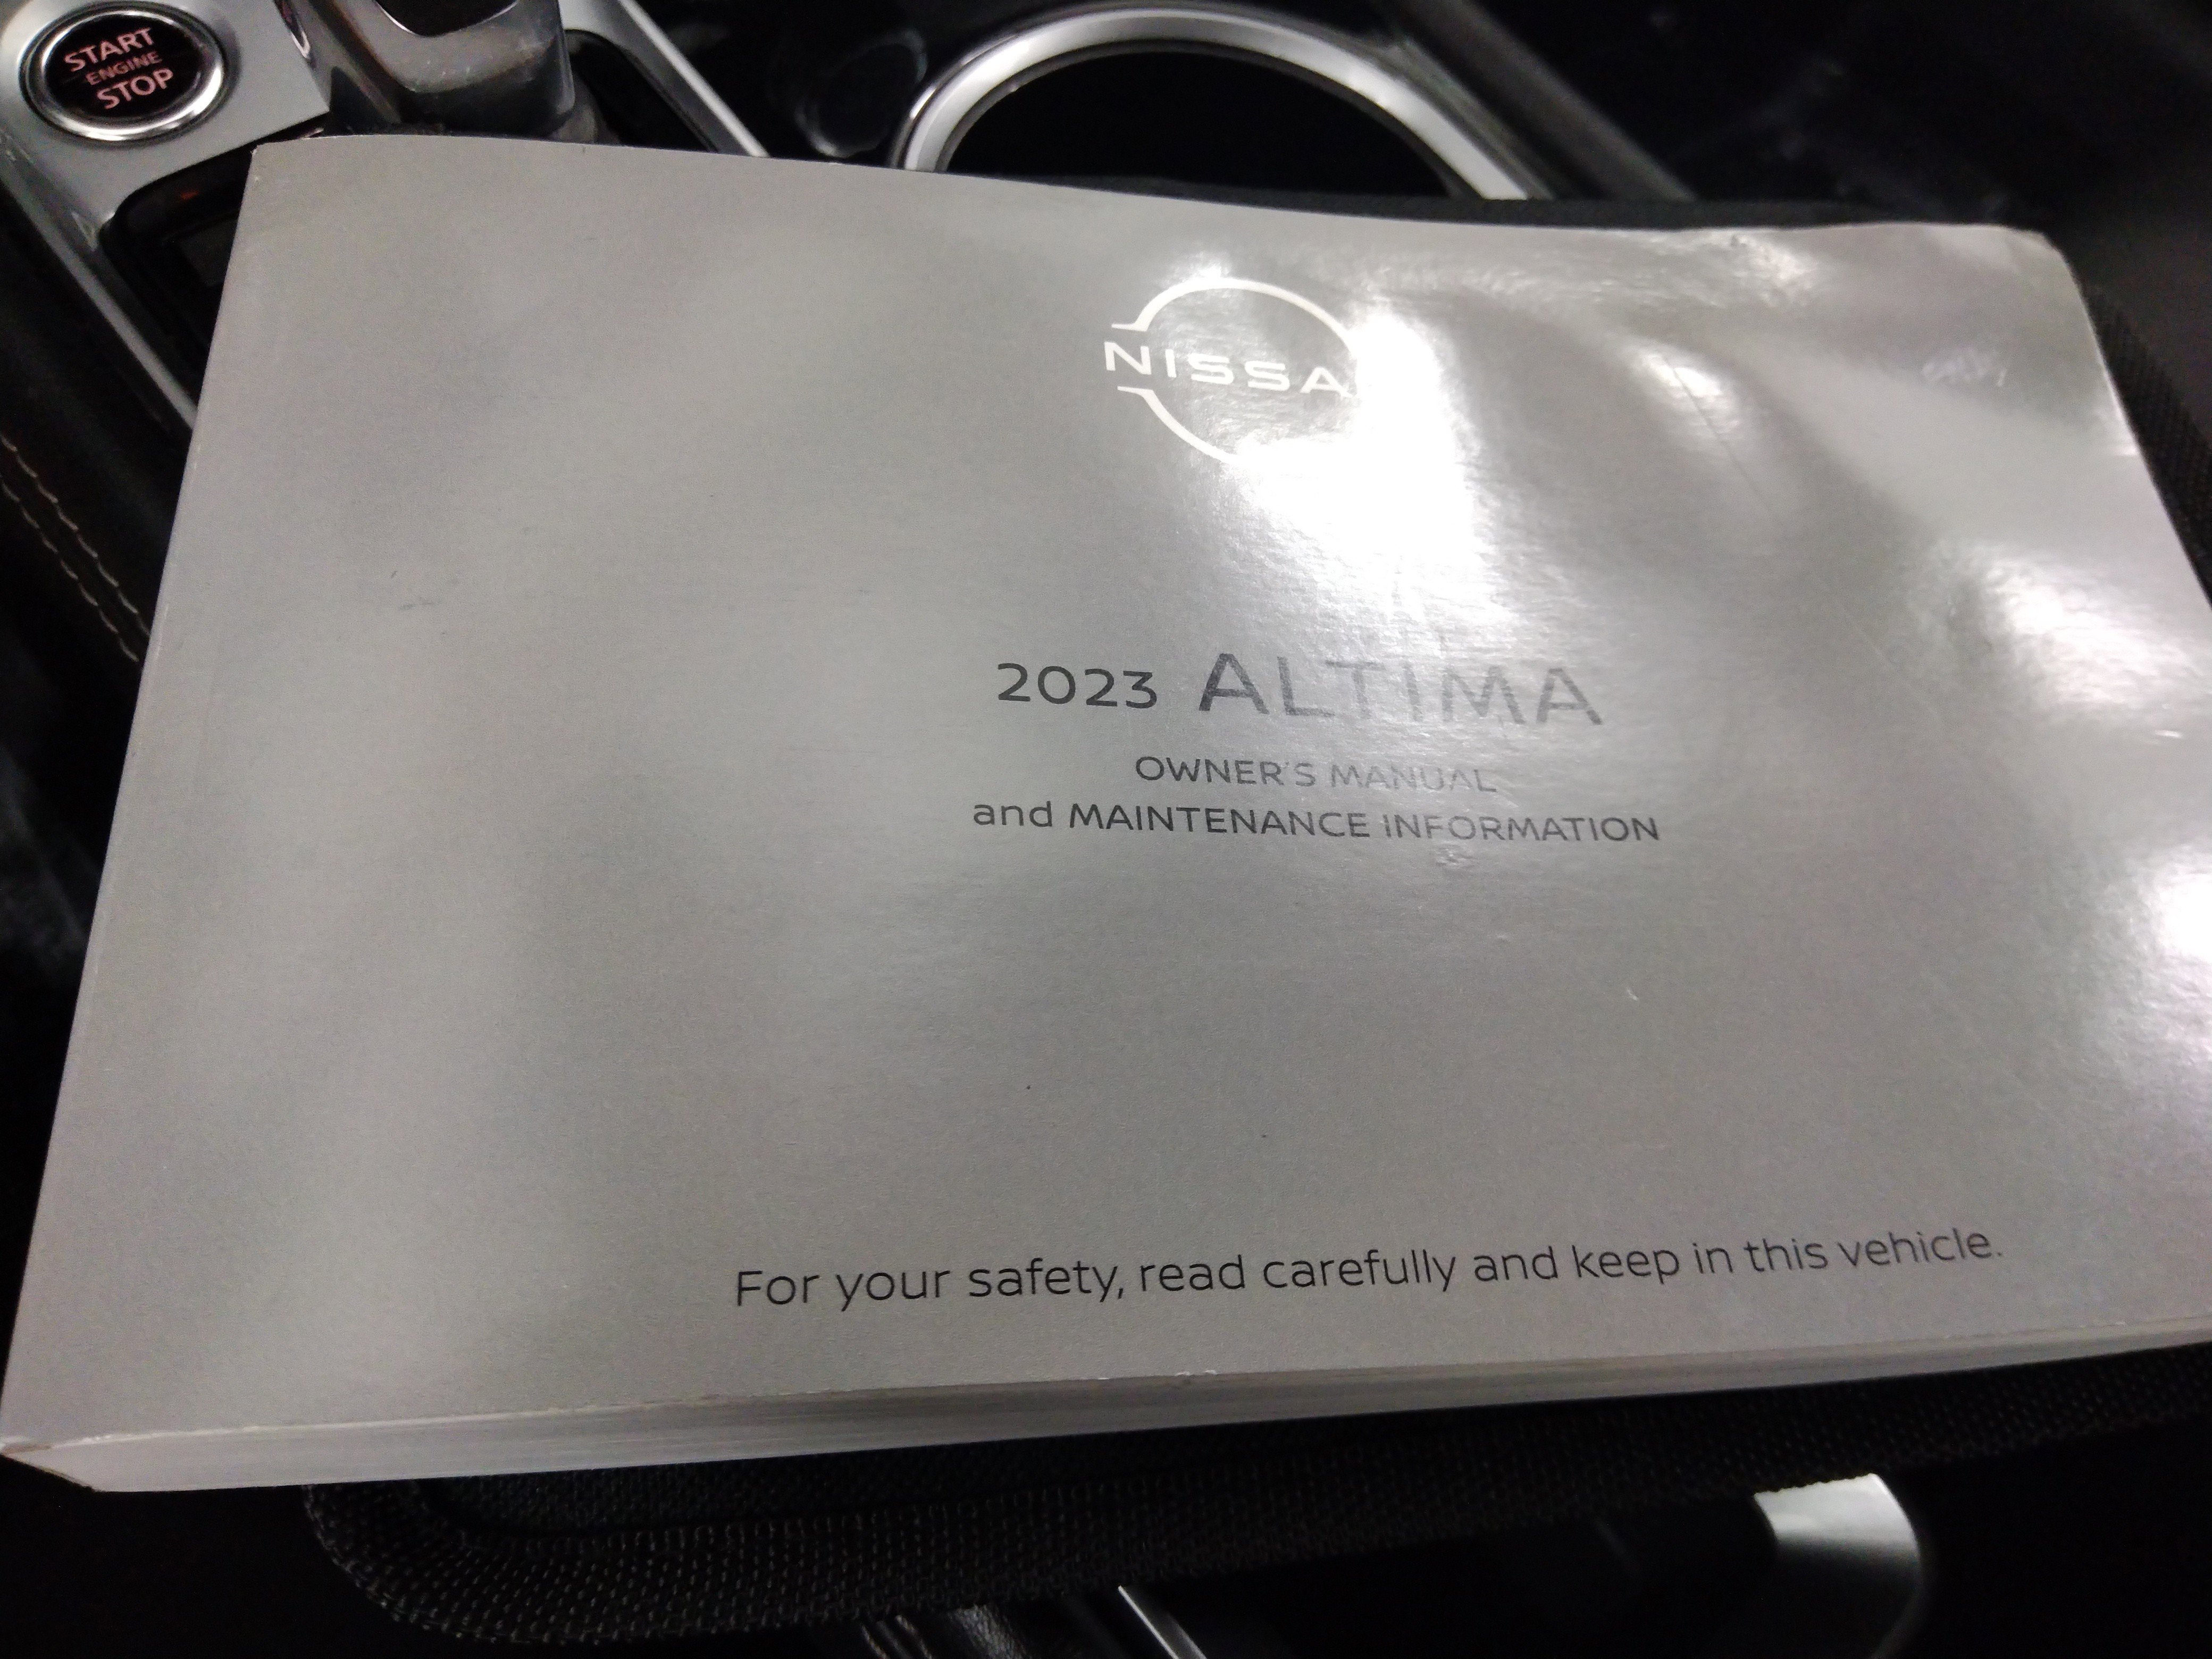 START
ENGINE
STOP
NISSA
2023 ALTIMA
OWNER'S MANUAL
and MAINTENANCE INFORMATION
For your safety, read carefully and keep in this vehicle.